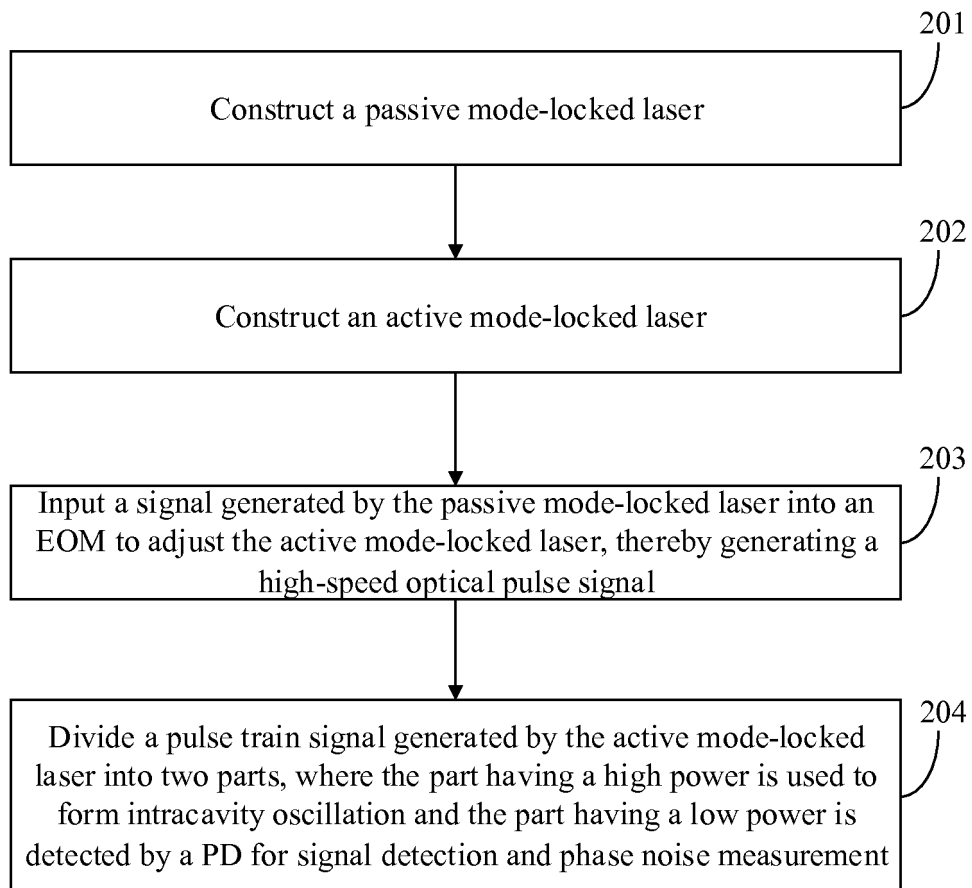 201
Construct a passive mode-locked laser
202
Construct an active mode-locked laser
203
Input a signal generated by the passive mode-locked laser into an
EOM to adjust the active mode-locked laser, thereby generating a
high-speed optical pulse signal
204
Divide a pulse train signal generated by the active mode-locked
laser into two parts, where the part having a high power is used to
form intracavity oscillation and the part having a low power is
detected by a PD for signal detection and phase noise measurement